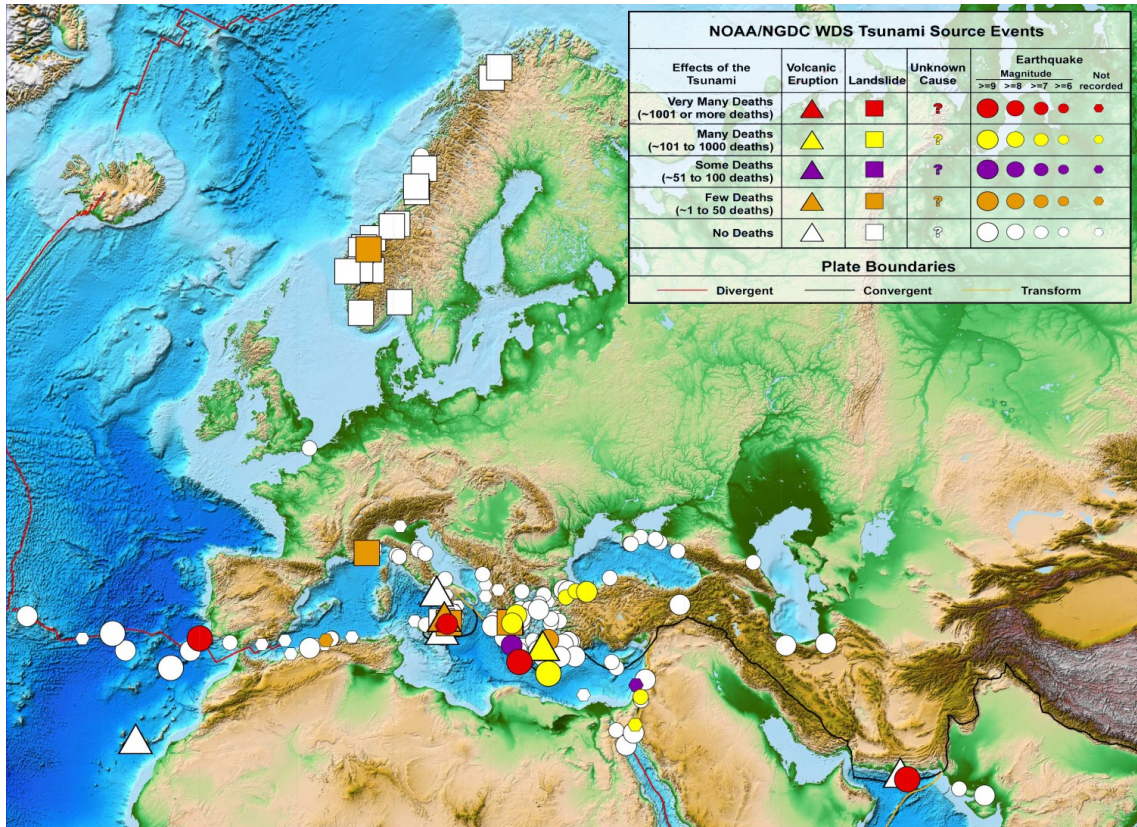 NOAA/NGDC WDS Tsunami Source Events
Effects of the
Tsunami
Volcanic
Eruption
Landslide
Unknown
Cause
Earthquake
Magnitude
>=9 >=8 >=7 >=6
Not
recorded
Very Many Deaths
(~1001 or more deaths)
?
Many Deaths
(~101 to 1000 deaths)
?
Some Deaths
(~51 to 100 deaths)
?
Few Deaths
(~1 to 50 deaths)
?
No Deaths
?
Plate Boundaries
Divergent
Convergent
Transform